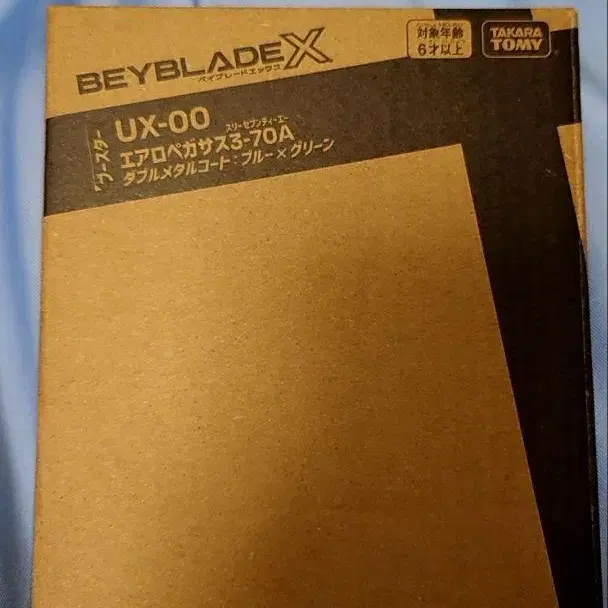 BEYBLADE X
ベイブレードエックス
対象年齢
6才以上
TAKARA
TOMY
ブースター
UX-00
スリーセブンティーエー
エアロペガサス3-70A
ダブルメタルコート：ブルー×グリーン